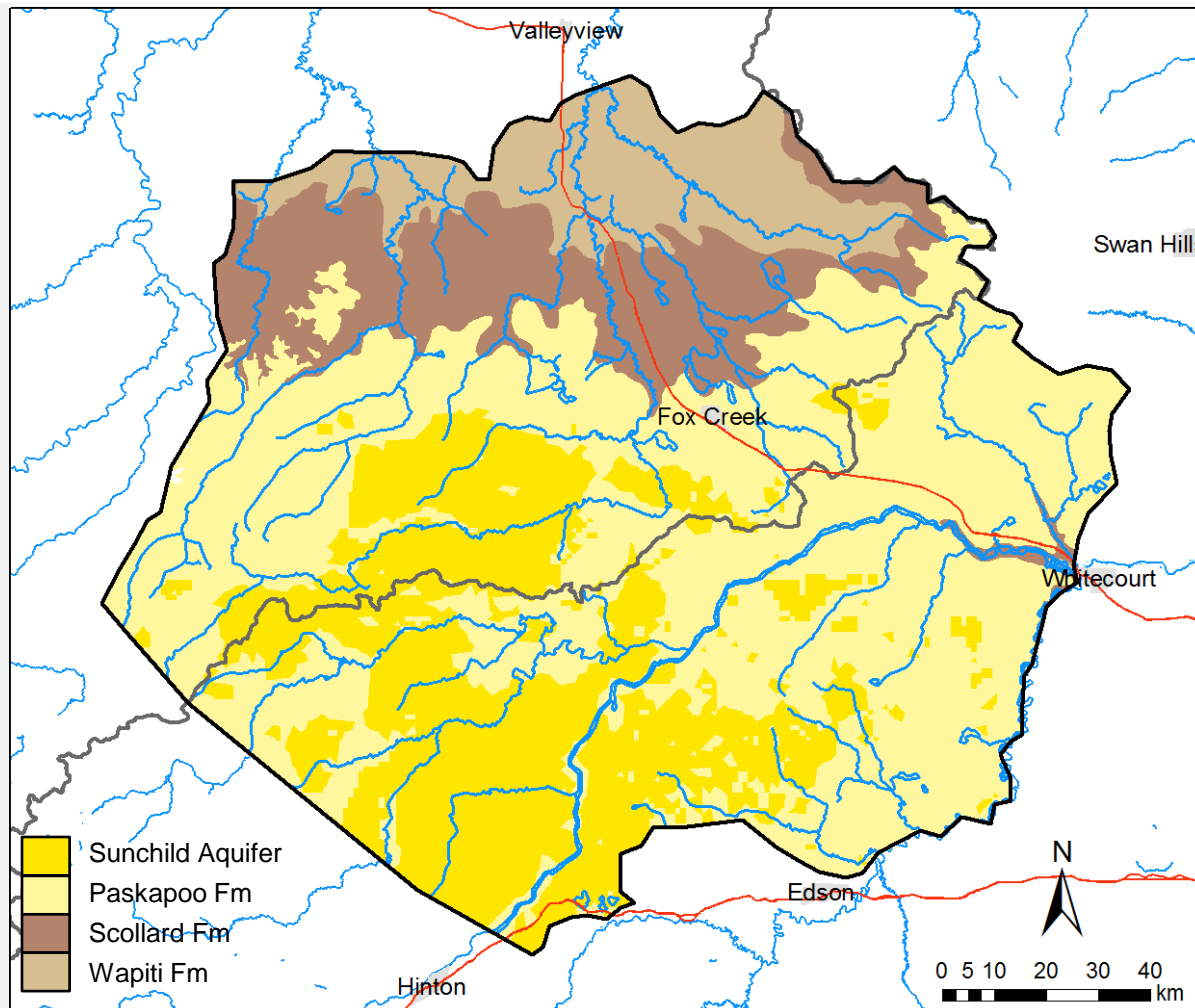 Valleyview
Swan Hills
Fox Creek
Whitecourt
Sunchild Aquifer
Paskapoo Fm
Scollard Fm
Wapiti Fm
Edson
Hinton
N
0 5 10 20 30 40
km